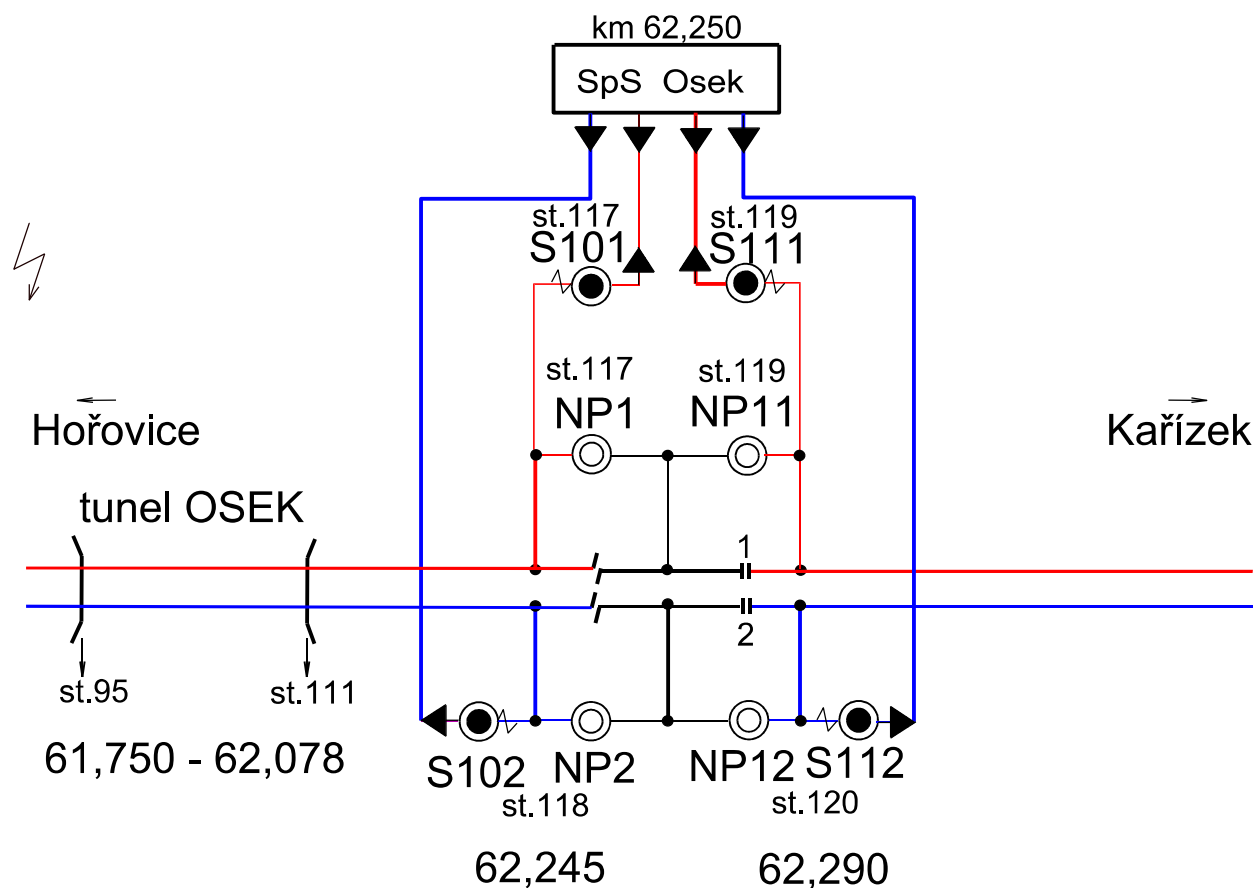 km 62,250
SpS Osek
st.117
S101
st.119
S111
st.117
NP1
st.119
NP11
Hořovice
Kařízek
tunel OSEK
1
2
st.95
st.111
61,750 - 62,078
S102
NP2
NP12
S112
st.118
st.120
62,245
62,290